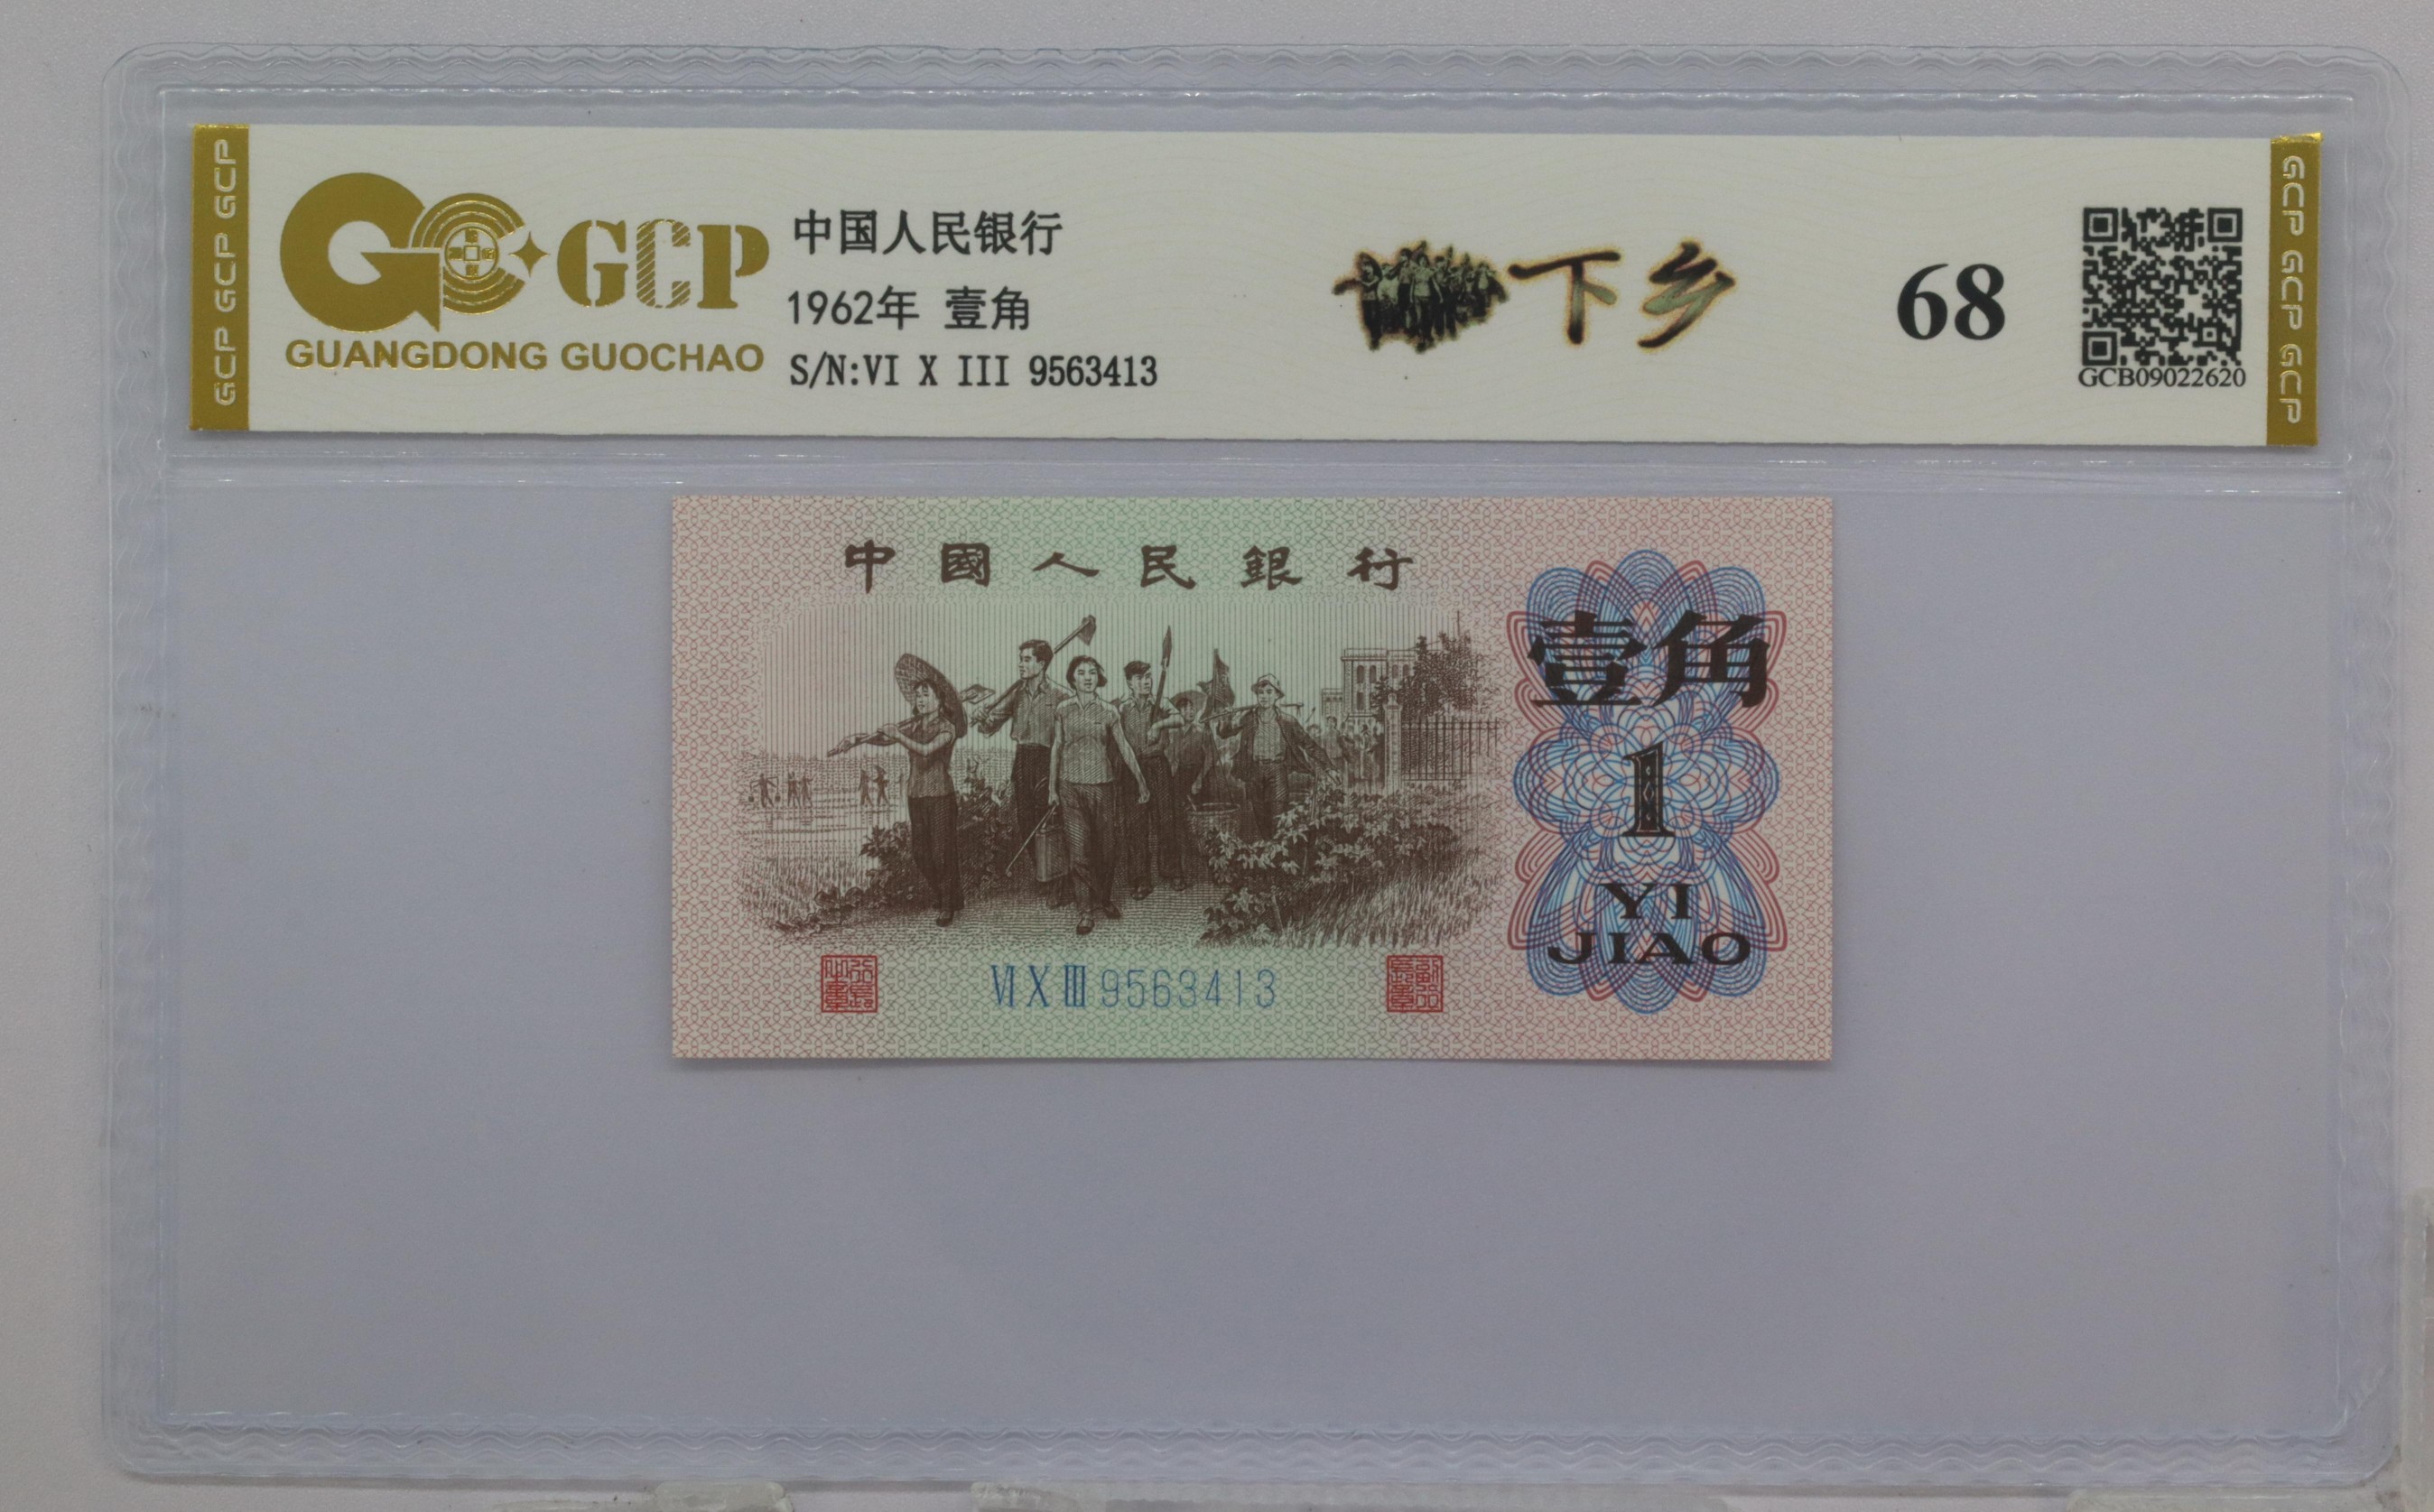 GCP GCP GCP
GCP
GUANGDONG GUOCHAO
中国人民银行
1962年 壹角
S/N:VI X III 9563413
下乡
68
GCB09022620
GCP GCP GCP
中國人民銀行
壹角
1
YI
JIAO
VI X III 9563413